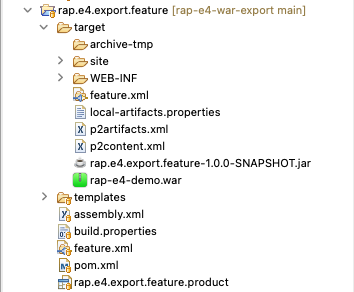 rap.e4.export.feature [rap-e4-war-export main]
target
archive-tmp
site
WEB-INF
feature.xml
local-artifacts.properties
p2artifacts.xml
p2content.xml
rap.e4.export.feature-1.0.0-SNAPSHOT.jar
rap-e4-demo.war
templates
assembly.xml
build.properties
feature.xml
pom.xml
rap.e4.export.feature.product